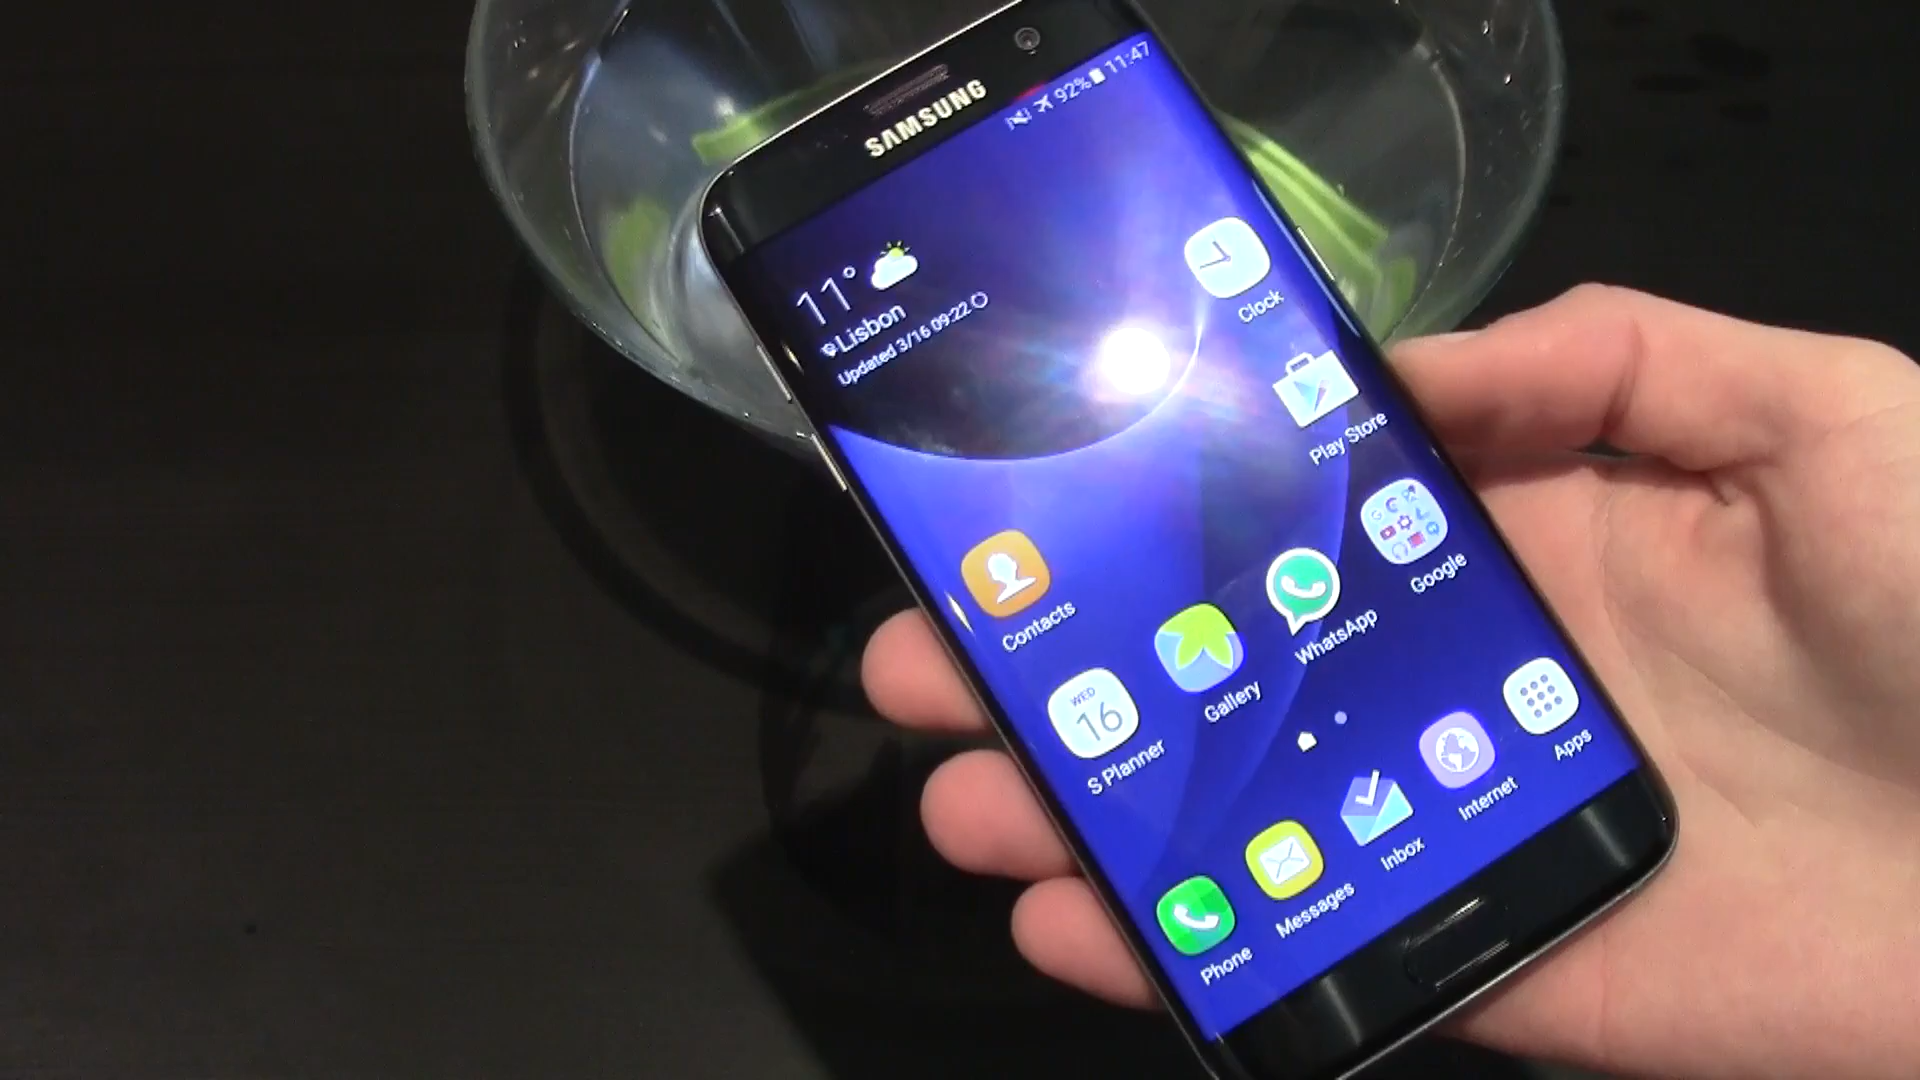 SAMSUNG
92% 11:47
11°
Lisbon
Updated 3/16 09:22
Clock
Play Store
Google
Contacts
WhatsApp
Gallery
WED
16
S Planner
Apps
Internet
Inbox
Messages
Phone